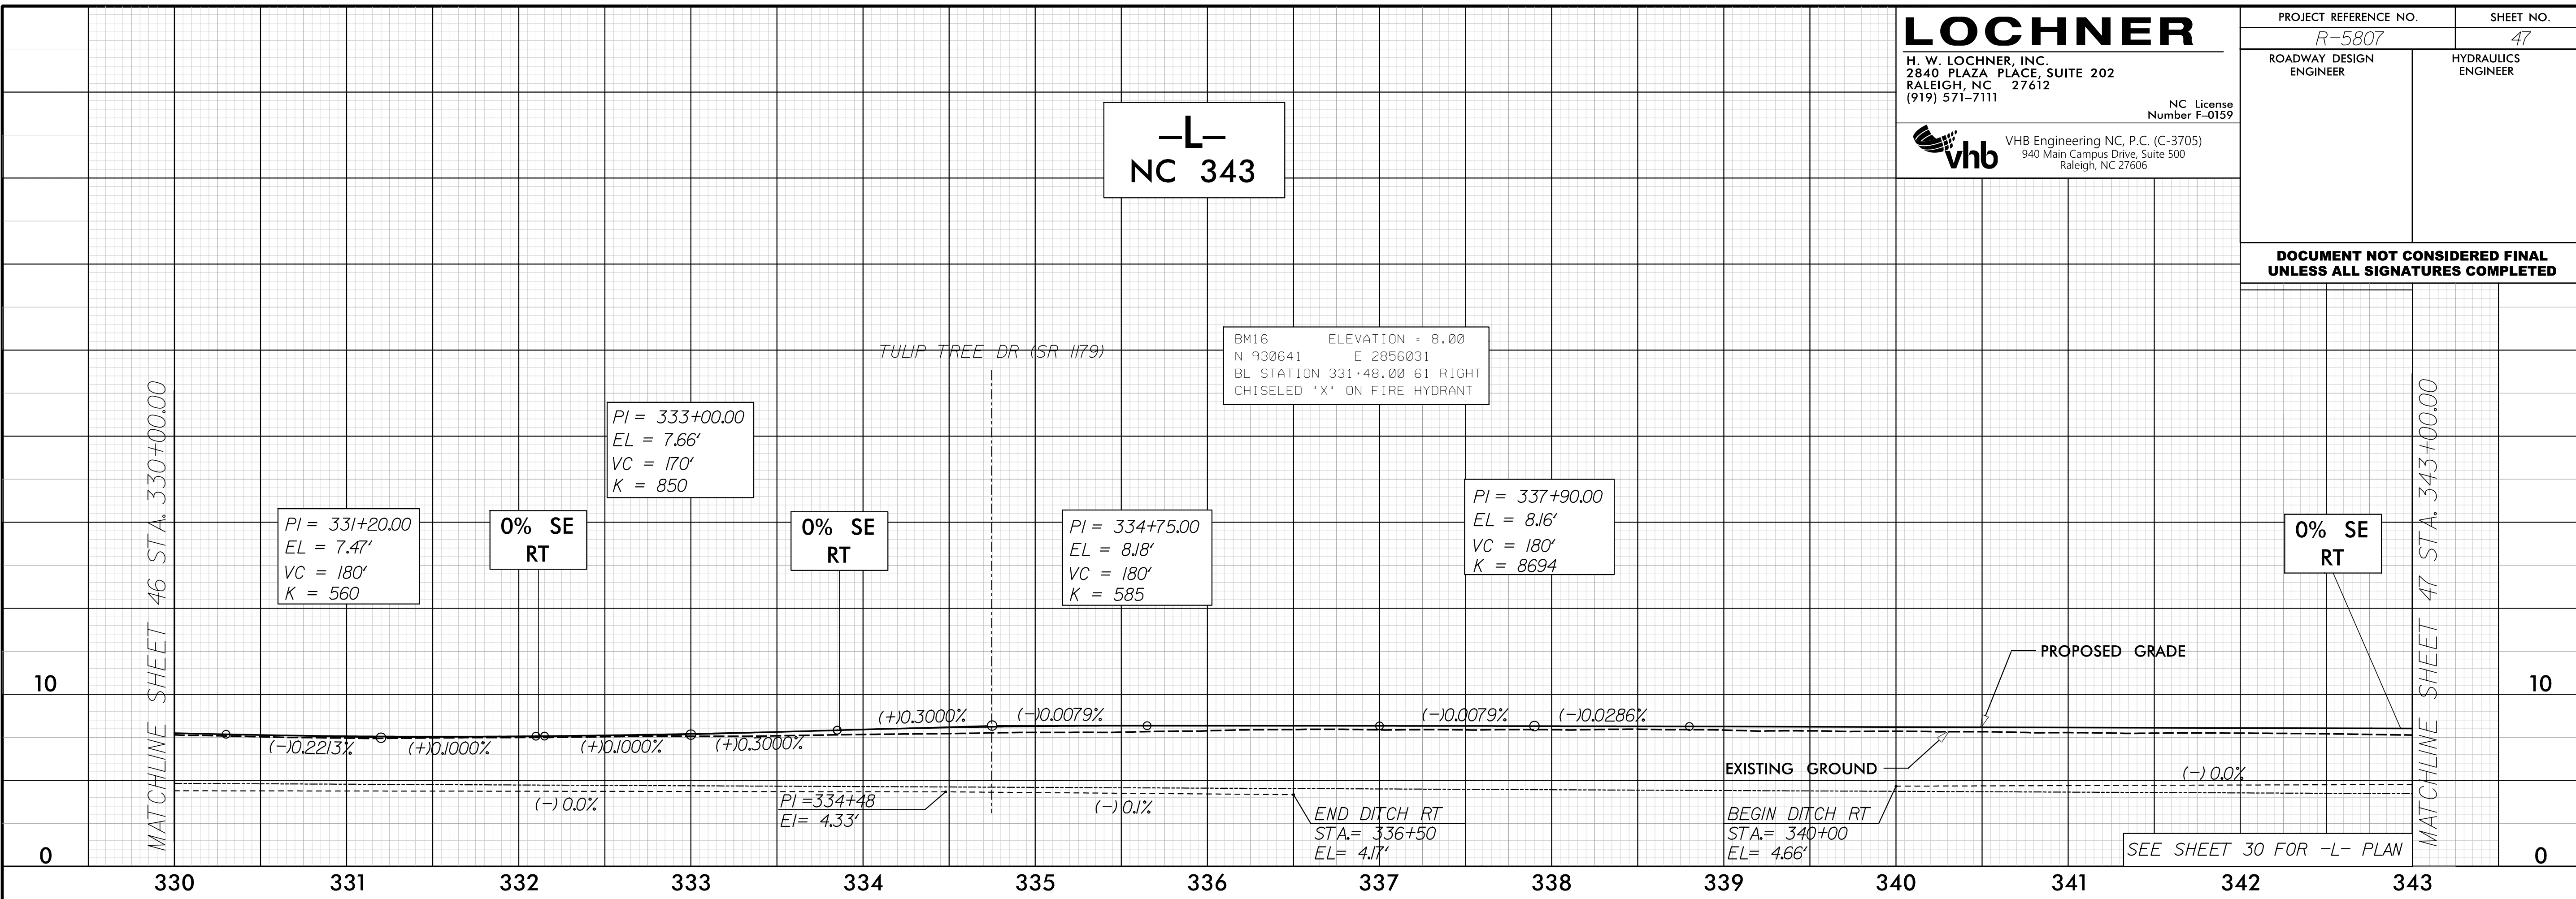 LOCHNER
H. W. LOCHNER, INC.
2840 PLAZA PLACE, SUITE 202
RALEIGH, NC 27612
(919) 571-7111
NC License
Number F-0159
vhb
VHB Engineering NC, P.C. (C-3705)
940 Main Campus Drive, Suite 500
Raleigh, NC 27606
PROJECT REFERENCE NO.
SHEET NO.
R-5807
47
ROADWAY DESIGN
ENGINEER
HYDRAULICS
ENGINEER
DOCUMENT NOT CONSIDERED FINAL
UNLESS ALL SIGNATURES COMPLETED
-L-
NC 343
TULIP TREE DR (SR 1179)
BM16 ELEVATION = 8.00
N 930641 E 2856031
BL STATION 331+48.00 61 RIGHT
CHISELED "X" ON FIRE HYDRANT
MATCHLINE SHEET 46 STA. 330+00.00
PI = 331+20.00
EL = 7.47'
VC = 180'
K = 560
0% SE
RT
PI = 333+00.00
EL = 7.66'
VC = 170'
K = 850
0% SE
RT
PI = 334+75.00
EL = 8.18'
VC = 180'
K = 585
PI = 337+90.00
EL = 8.16'
VC = 180'
K = 8694
0% SE
RT
MATCHLINE SHEET 47 STA. 343+00.00
PROPOSED GRADE
EXISTING GROUND
10
10
(-)0.2213%
(+)0.1000%
(+)0.1000%
(+)0.3000%
(+)0.3000%
(-)0.0079%
(-)0.0079%
(-)0.0286%
(-) 0.0%
PI =334+48
El= 4.33'
(-) 0.1%
END DITCH RT
STA.= 336+50
EL= 4.17'
BEGIN DITCH RT
STA.= 340+00
EL= 4.66'
(-) 0.0%
SEE SHEET 30 FOR -L- PLAN
0
0
330 331 332 333 334 335 336 337 338 339 340 341 342 343